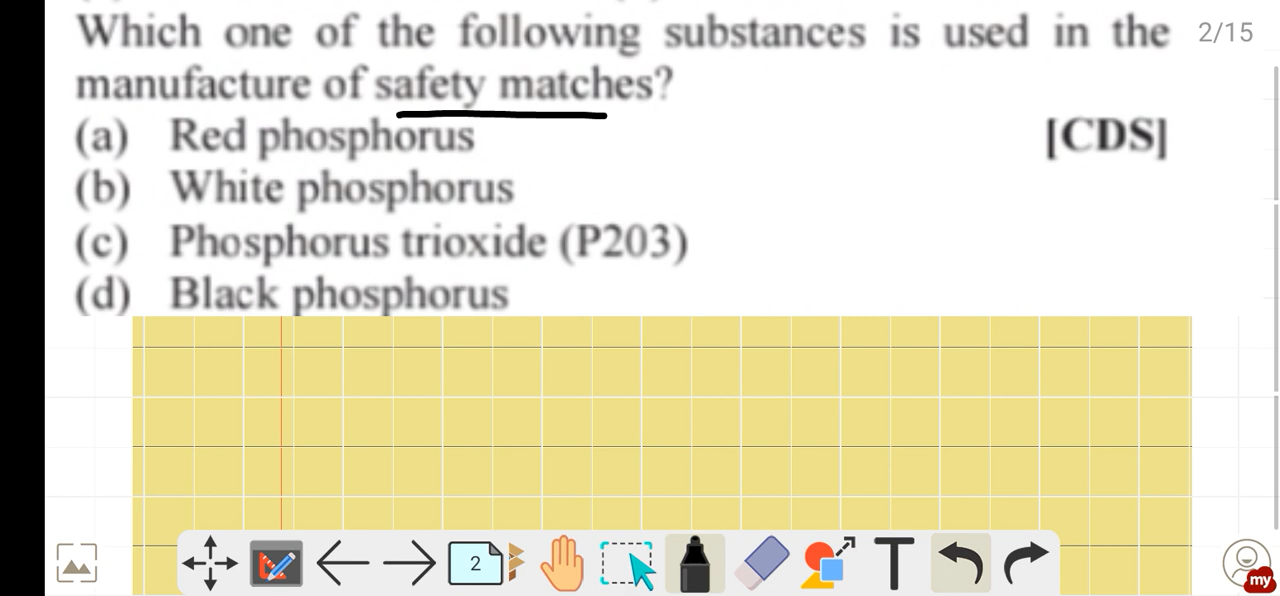 Which one of the following substances is used in the
manufacture of safety matches?
(a) Red phosphorus [CDS]
(b) White phosphorus
(c) Phosphorus trioxide (P203)
(d) Black phosphorus
2/15
2
T
my